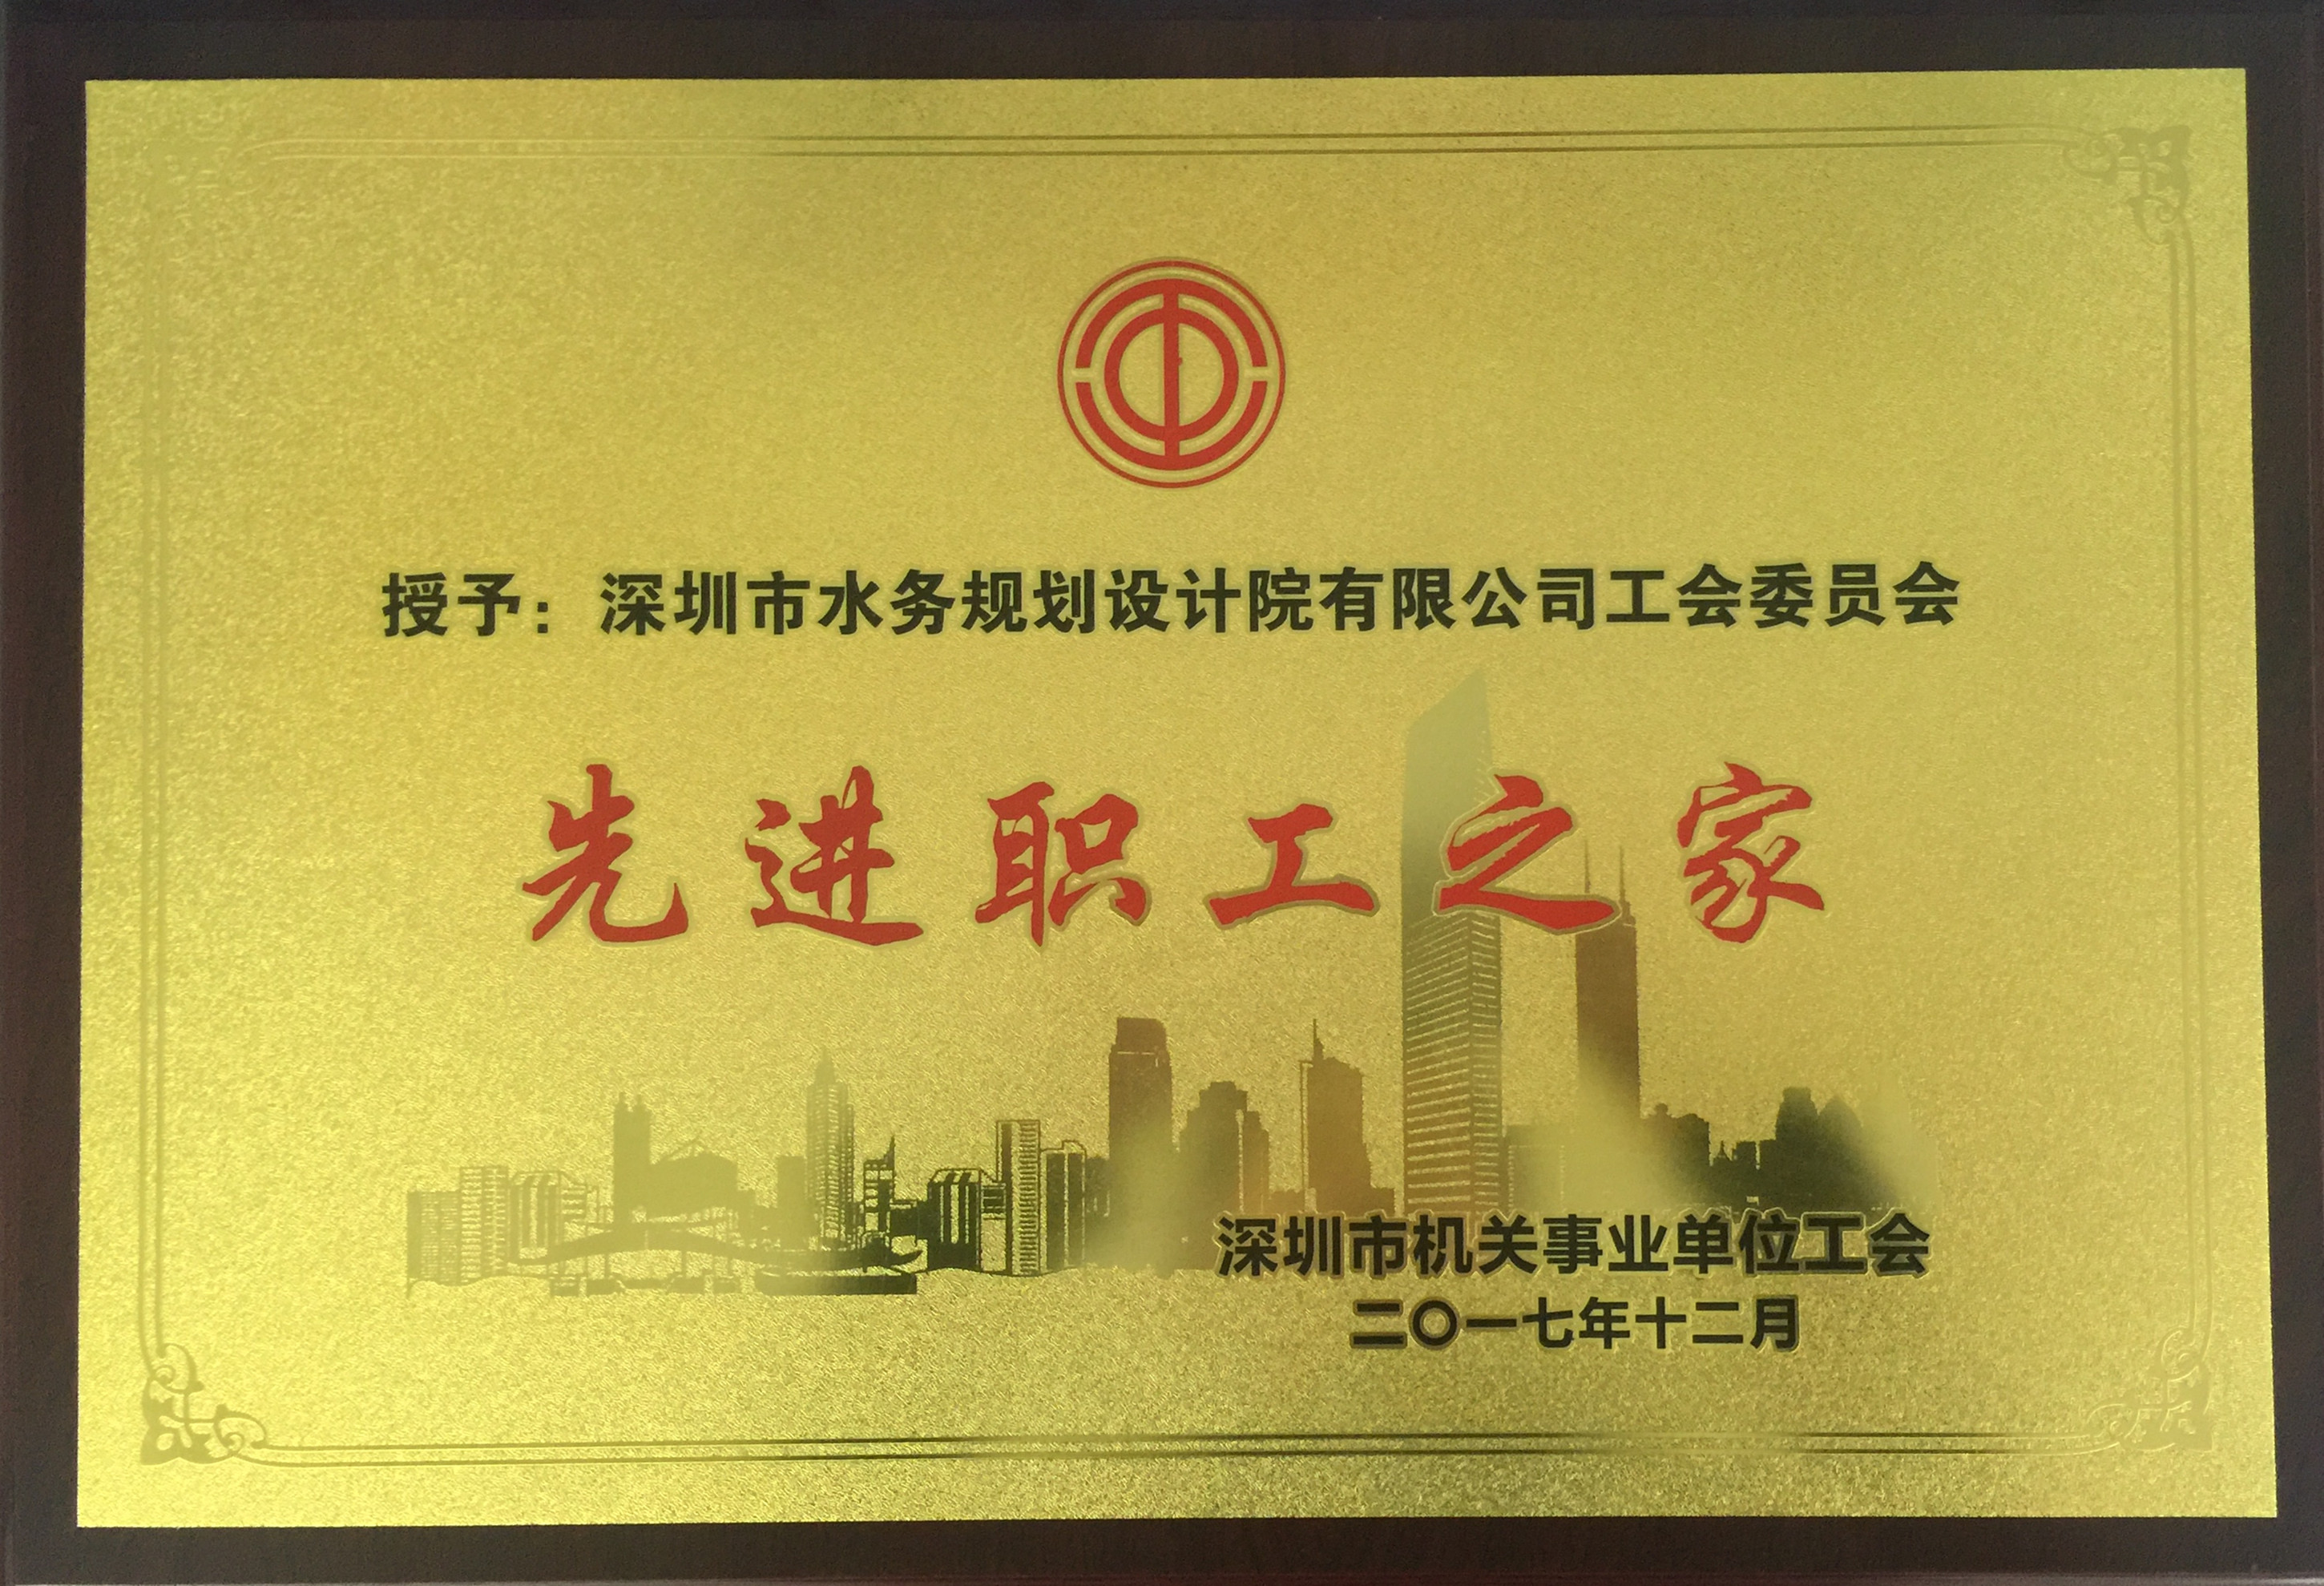 授予：深圳市水务规划设计院有限公司工会委员会
先进职工之家
深圳市机关事业单位工会
二〇一七年十二月